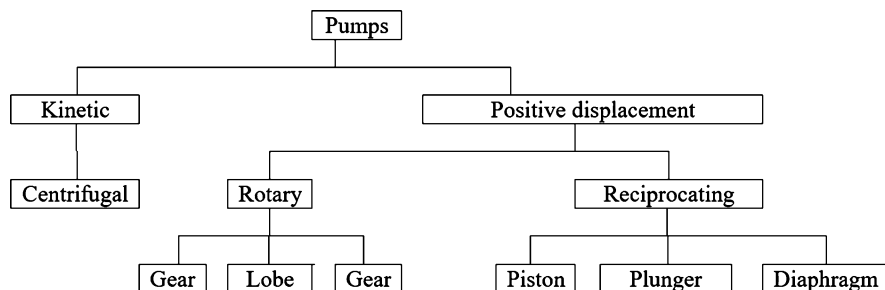 Pumps
Kinetic
Positive displacement
Centrifugal
Rotary
Reciprocating
Gear
Lobe
Gear
Piston
Plunger
Diaphragm